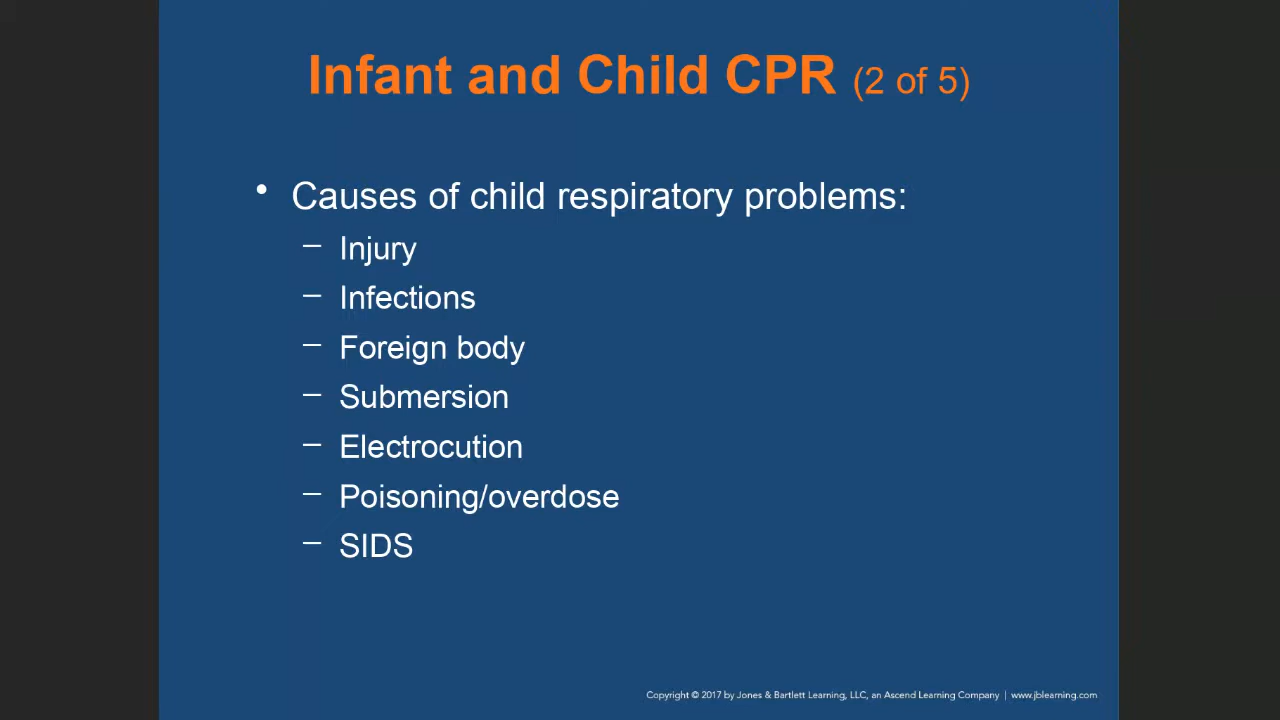 Infant and Child CPR (2 of 5)
• Causes of child respiratory problems:
– Injury
– Infections
– Foreign body
– Submersion
– Electrocution
– Poisoning/overdose
– SIDS
Copyright © 2017 by Jones & Bartlett Learning, LLC, an Ascend Learning Company | www.jblearning.com